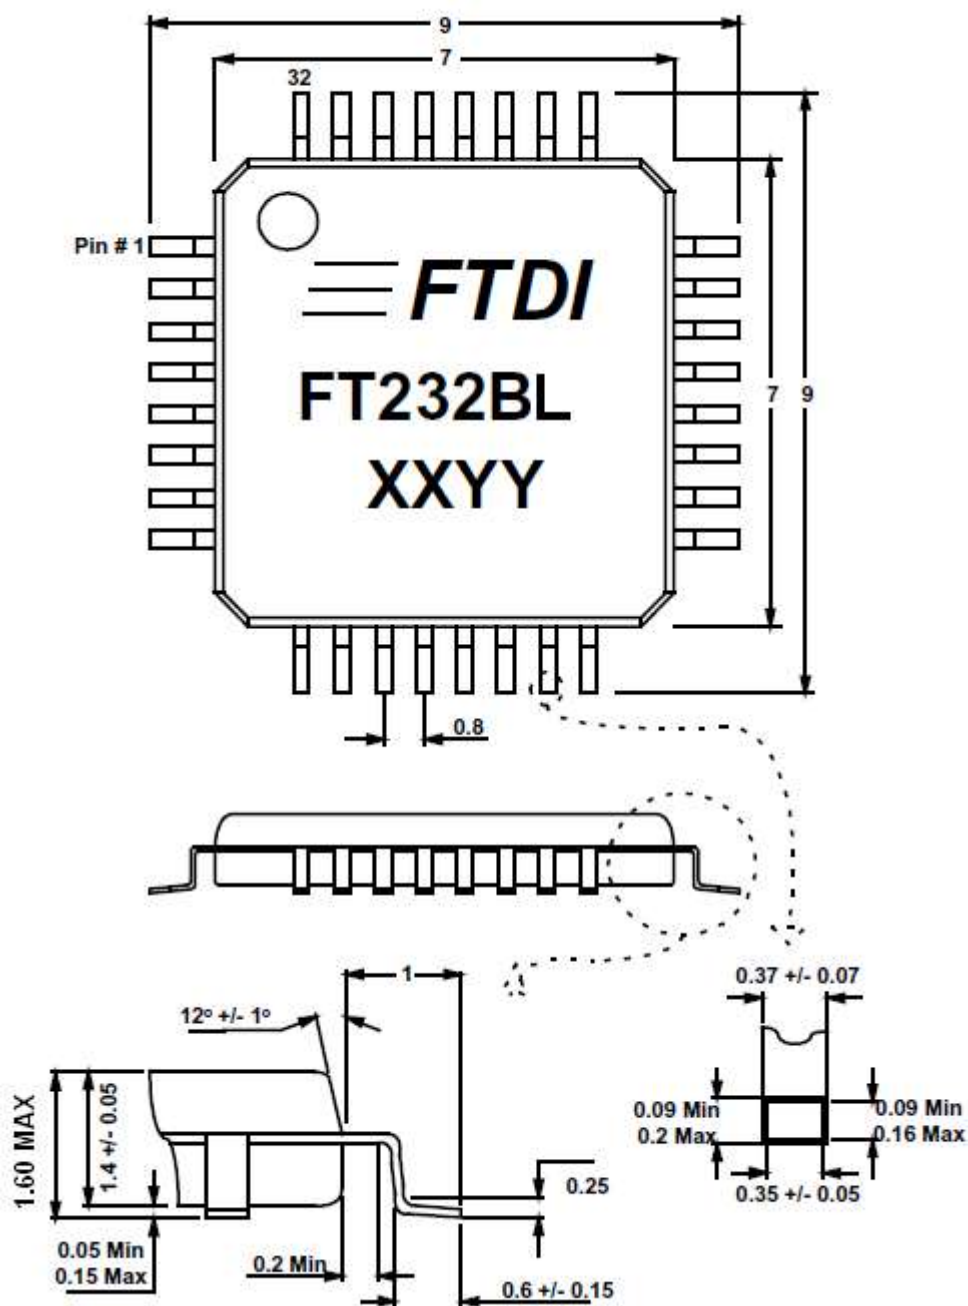 9
7
32
Pin # 1
FTDI
FT232BL
XXYY
7
9
0.8
1
12º +/- 1º
1.60 MAX
1.4 +/- 0.05
0.05 Min
0.15 Max
0.2 Min
0.25
0.6 +/- 0.15
0.37 +/- 0.07
0.09 Min
0.2 Max
0.09 Min
0.16 Max
0.35 +/- 0.05